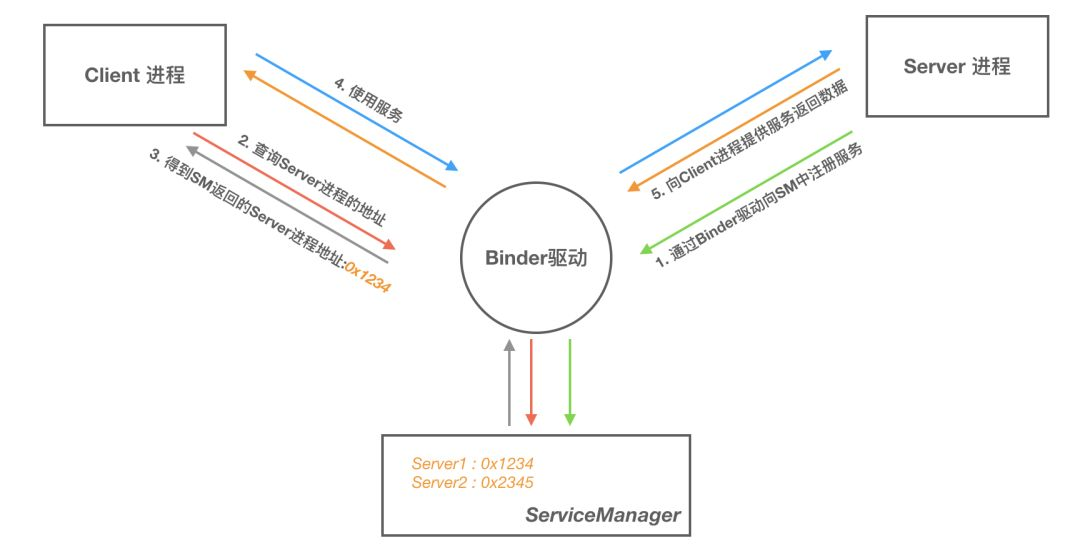 Client 进程
Server 进程
4. 使用服务
2. 查询Server进程的地址
3. 得到SM返回的Server进程地址:0x1234
5. 向Client进程提供服务返回数据
1. 通过Binder驱动向SM中注册服务
Binder驱动
Server1 : 0x1234
Server2 : 0x2345
ServiceManager